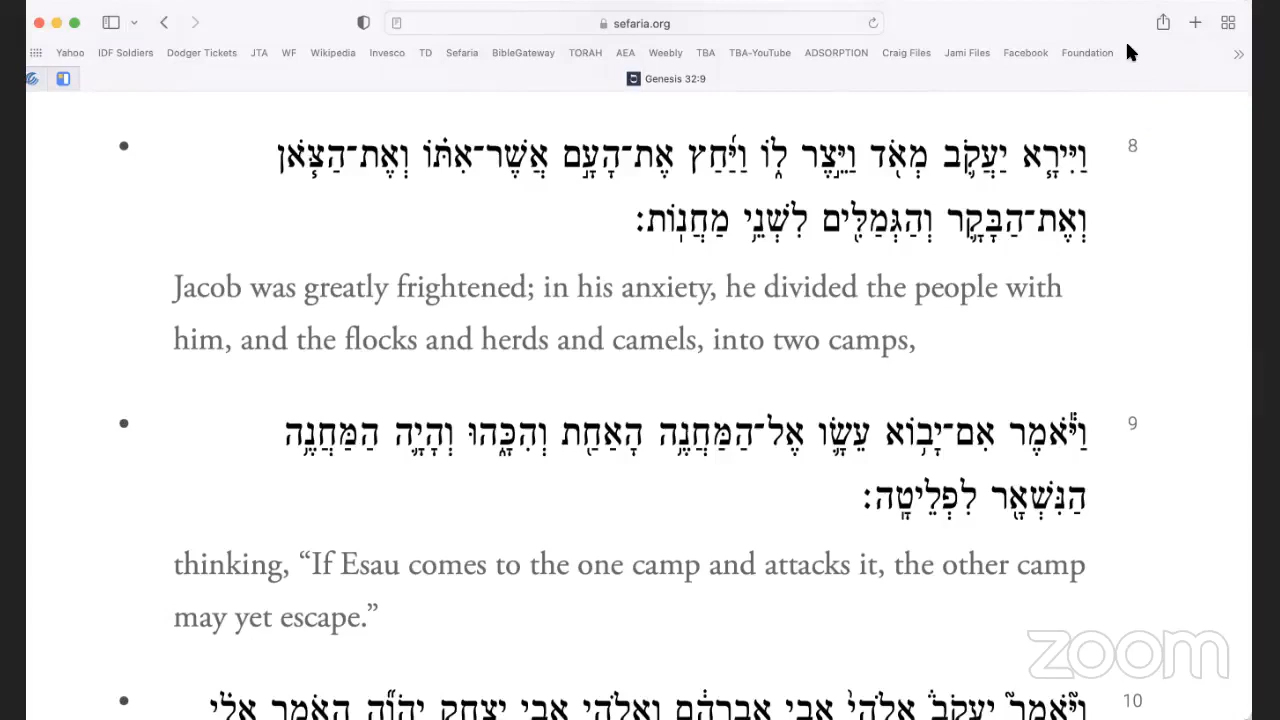 sefaria.org
Yahoo IDF Soldiers Dodger Tickets JTA WF Wikipedia Invesco TD Sefaria BibleGateway TORAH AEA Weebly TBA TBA-YouTube ADSORPTION Craig Files Jami Files Facebook Foundation
Genesis 32:9
8
וַיִּירָ֧א יַעֲקֹ֛ב מְאֹ֖ד וַיֵּ֣צֶר ל֑וֹ וַיַּ֜חַץ אֶת־הָעָ֣ם אֲשֶׁר־אִתּ֗וֹ וְאֶת־הַצֹּ֧אן
וְאֶת־הַבָּקָ֛ר וְהַגְּמַלִּ֖ים לִשְׁנֵ֥י מַחֲנֽוֹת׃
Jacob was greatly frightened; in his anxiety, he divided the people with
him, and the flocks and herds and camels, into two camps,
9
וַיֹּ֕אמֶר אִם־יָב֥וֹא עֵשָׂ֛ו אֶל־הַמַּחֲנֶ֥ה הָאַחַ֖ת וְהִכָּ֑הוּ וְהָיָ֛ה הַמַּחֲנֶ֥ה
הַנִּשְׁאָ֖ר לִפְלֵיטָֽה׃
thinking, “If Esau comes to the one camp and attacks it, the other camp
may yet escape.”
zoom
10
וַיֹּ֘אמֶר֮ יַעֲקֹב֒ אֱלֹהֵי֙ אָבִ֣י אַבְרָהָ֔ם וֵאלֹהֵ֖י אָבִ֣י יִצְחָ֑ק יְהֹוָ֞ה הָאֹמֵ֣ר אֵלַ֗י